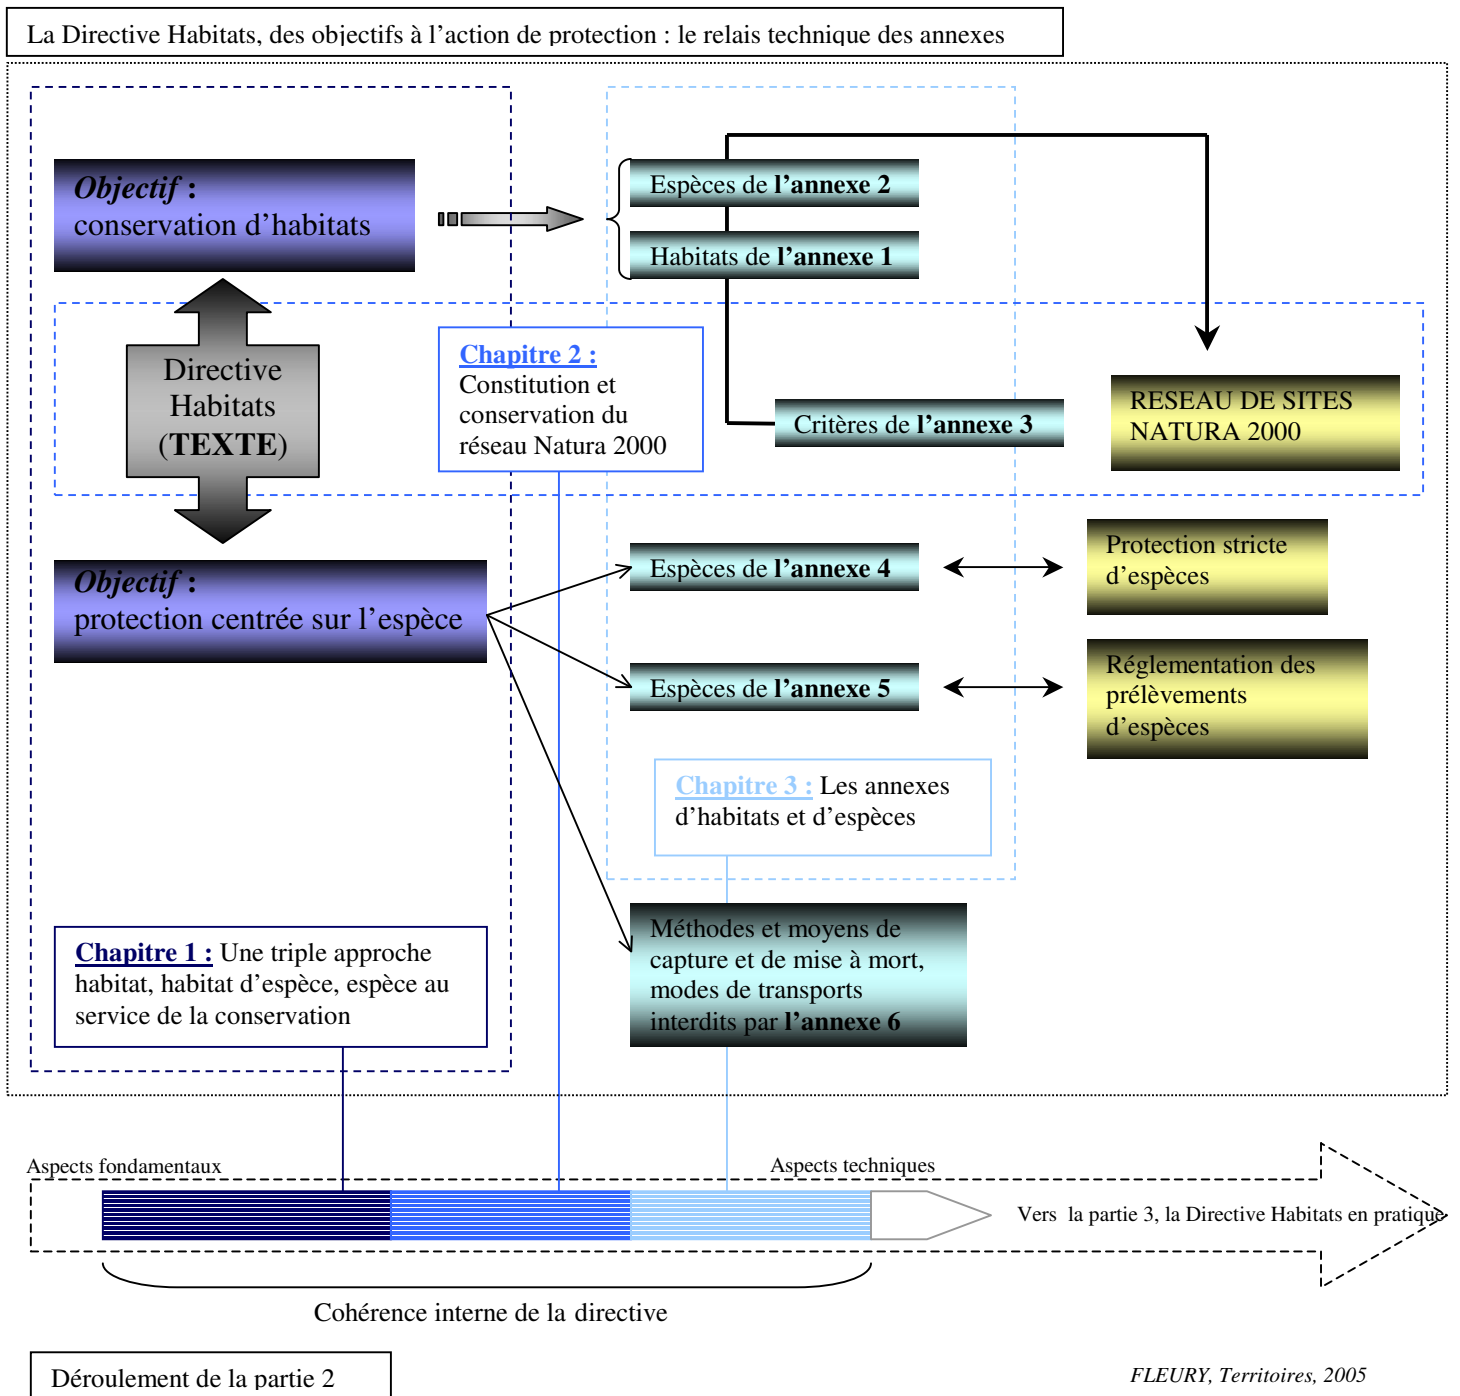 La Directive Habitats, des objectifs à l'action de protection : le relais technique des annexes
Objectif :
conservation d'habitats
Espèces de l'annexe 2
Habitats de l'annexe 1
Directive
Habitats
(TEXTE)
Chapitre 2 :
Constitution et
conservation du
réseau Natura 2000
Critères de l'annexe 3
RESEAU DE SITES
NATURA 2000
Objectif :
protection centrée sur l'espèce
Espèces de l'annexe 4
Protection stricte
d'espèces
Espèces de l'annexe 5
Réglementation des
prélèvements
d'espèces
Chapitre 3 : Les annexes
d'habitats et d'espèces
Chapitre 1 : Une triple approche
habitat, habitat d'espèce, espèce au
service de la conservation
Méthodes et moyens de
capture et de mise à mort,
modes de transports
interdits par l'annexe 6
Aspects fondamentaux
Aspects techniques
Vers la partie 3, la Directive Habitats en pratique
Cohérence interne de la directive
Déroulement de la partie 2
FLEURY, Territoires, 2005